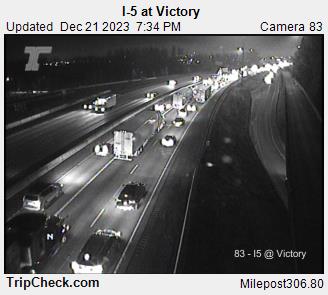 I-5 at Victory
Updated Dec 21 2023 7:34 PM Camera 83
T
N
83 - I5 @ Victory
TripCheck.com Milepost306.80